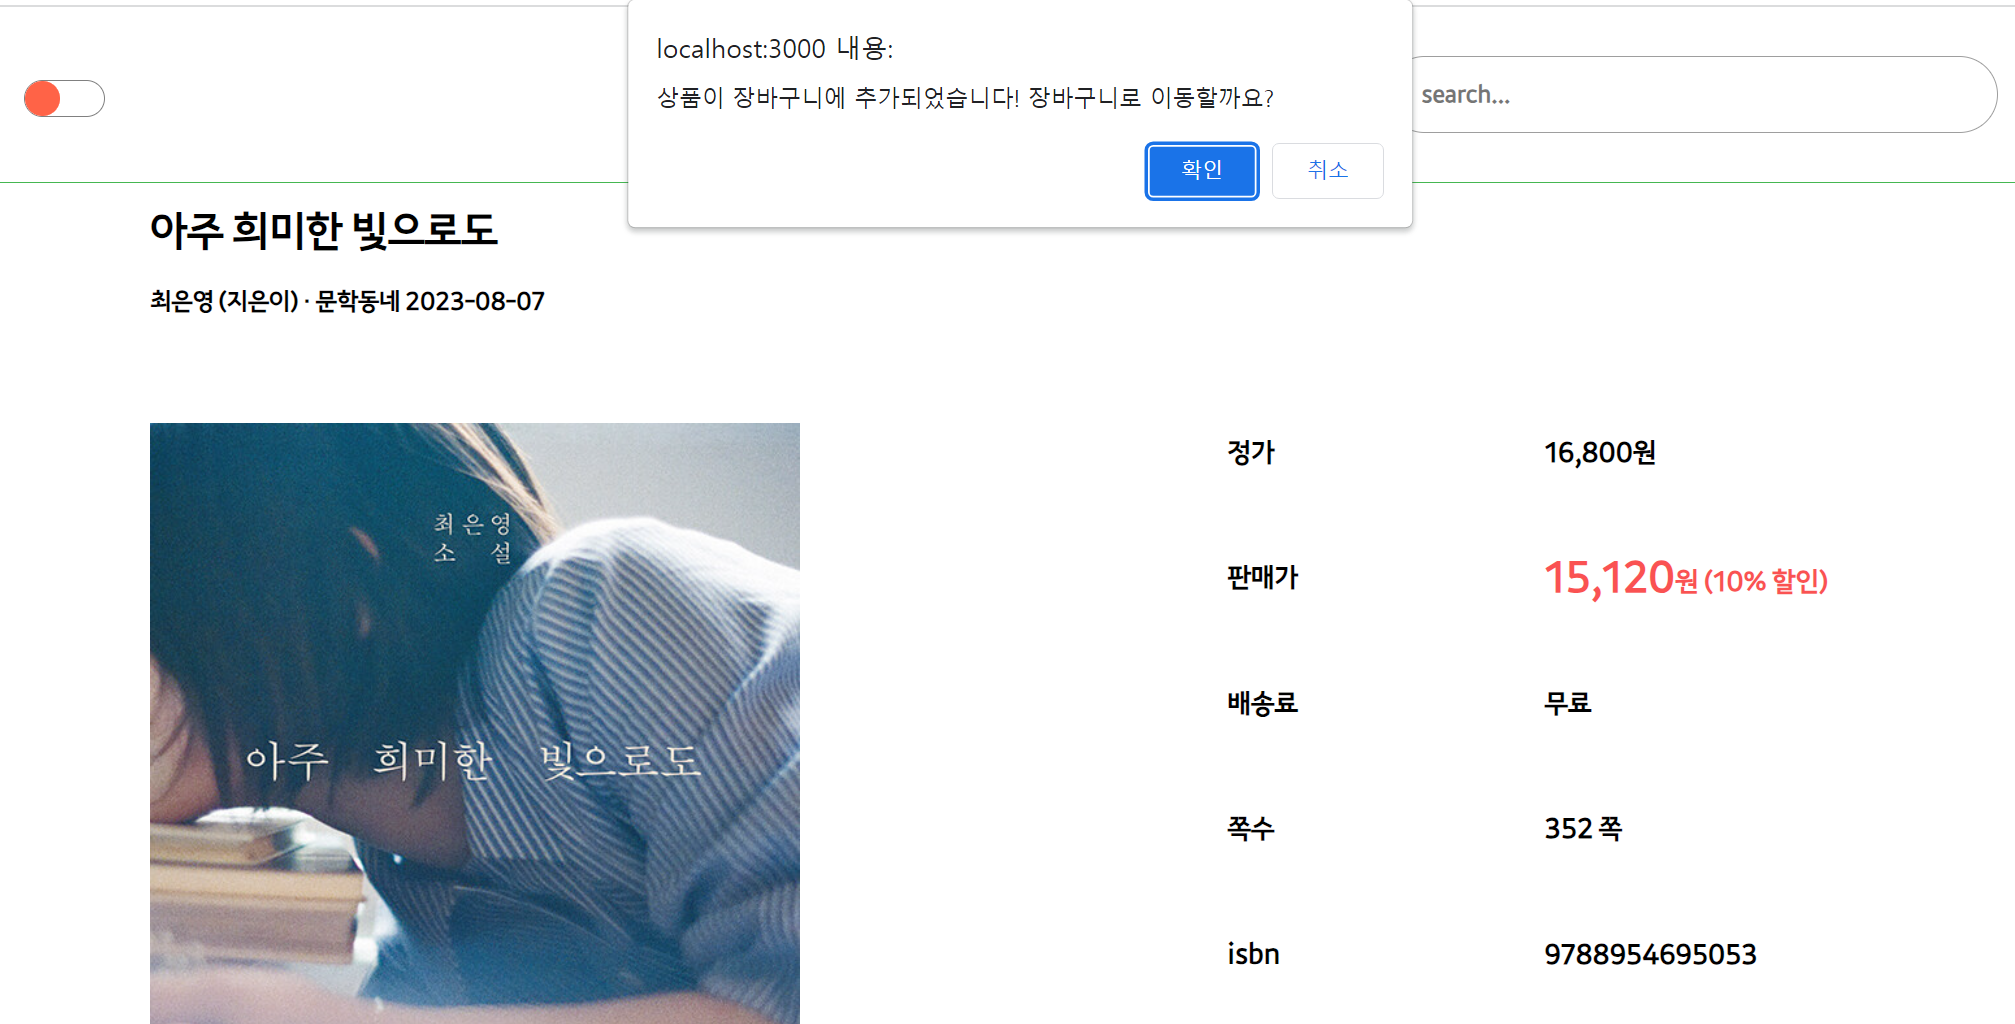 localhost:3000 내용:
상품이 장바구니에 추가되었습니다! 장바구니로 이동할까요?
확인 취소
search...
아주 희미한 빛으로도
최은영 (지은이) · 문학동네 2023-08-07
최은영
소설
아주 희미한 빛으로도
정가 16,800원
판매가 15,120원 (10% 할인)
배송료 무료
쪽수 352 쪽
isbn 9788954695053